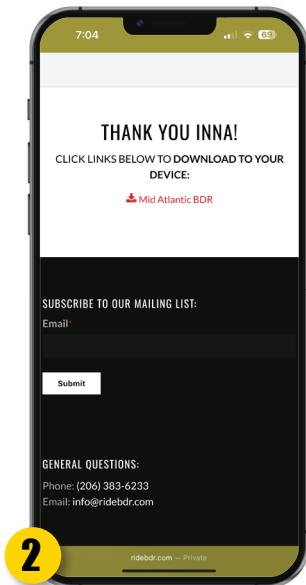 7:04
69
THANK YOU INNA!
CLICK LINKS BELOW TO DOWNLOAD TO YOUR
DEVICE:
Mid Atlantic BDR
SUBSCRIBE TO OUR MAILING LIST:
Email*
Submit
GENERAL QUESTIONS:
Phone: (206) 383-6233
Email: info@ridebdr.com
2
ridebdr.com — Private